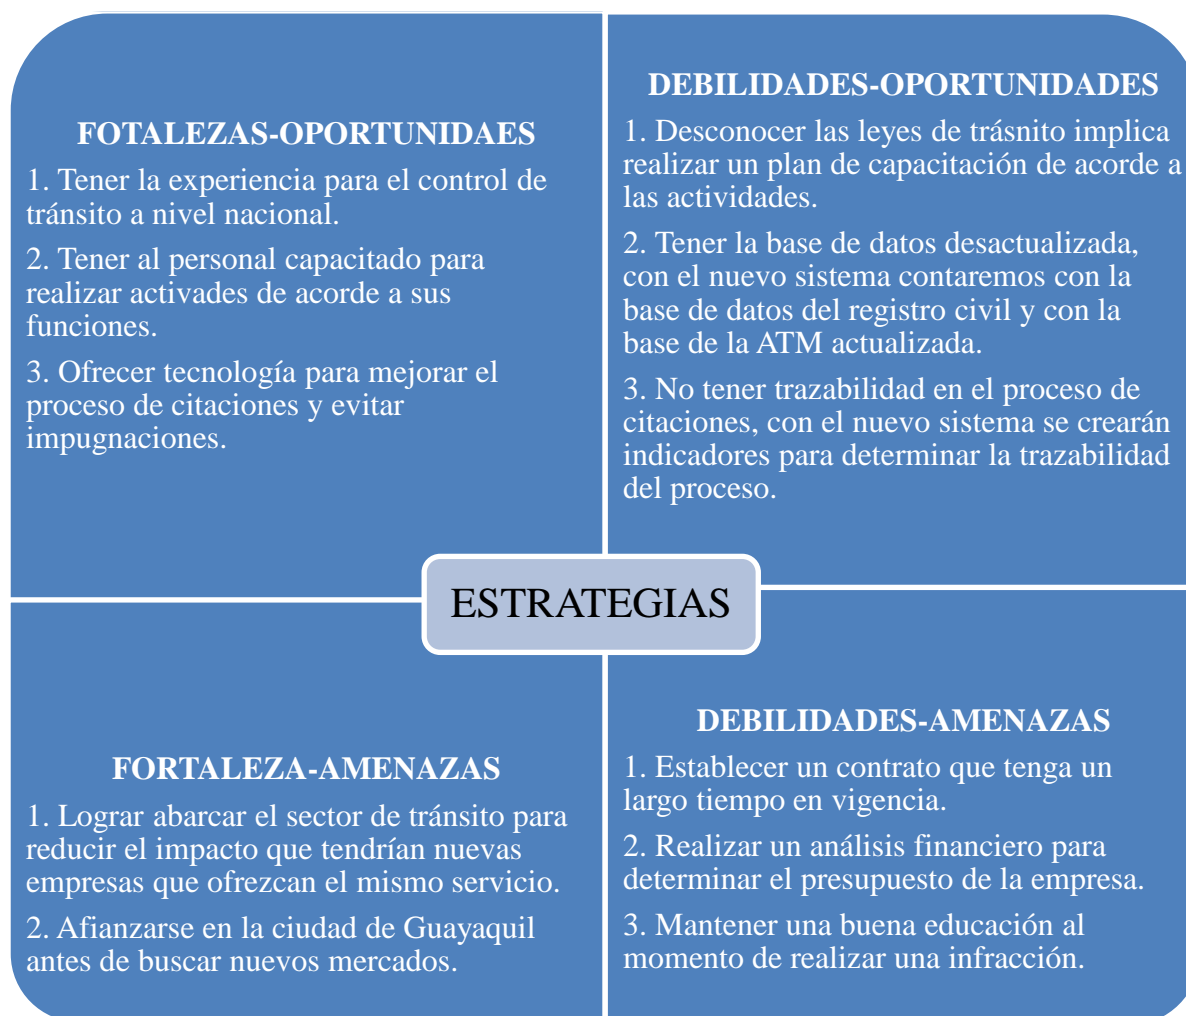 FOTALEZAS-OPORTUNIDAES
1. Tener la experiencia para el control de
tránsito a nivel nacional.
2. Tener al personal capacitado para
realizar activades de acorde a sus
funciones.
3. Ofrecer tecnología para mejorar el
proceso de citaciones y evitar
impugnaciones.
DEBILIDADES-OPORTUNIDADES
1. Desconocer las leyes de trásnito implica
realizar un plan de capacitación de acorde a
las actividades.
2. Tener la base de datos desactualizada,
con el nuevo sistema contaremos con la
base de datos del registro civil y con la
base de la ATM actualizada.
3. No tener trazabilidad en el proceso de
citaciones, con el nuevo sistema se crearán
indicadores para determinar la trazabilidad
del proceso.
ESTRATEGIAS
FORTALEZA-AMENAZAS
1. Lograr abarcar el sector de tránsito para
reducir el impacto que tendrían nuevas
empresas que ofrezcan el mismo servicio.
2. Afianzarse en la ciudad de Guayaquil
antes de buscar nuevos mercados.
DEBILIDADES-AMENAZAS
1. Establecer un contrato que tenga un
largo tiempo en vigencia.
2. Realizar un análisis financiero para
determinar el presupuesto de la empresa.
3. Mantener una buena educación al
momento de realizar una infracción.